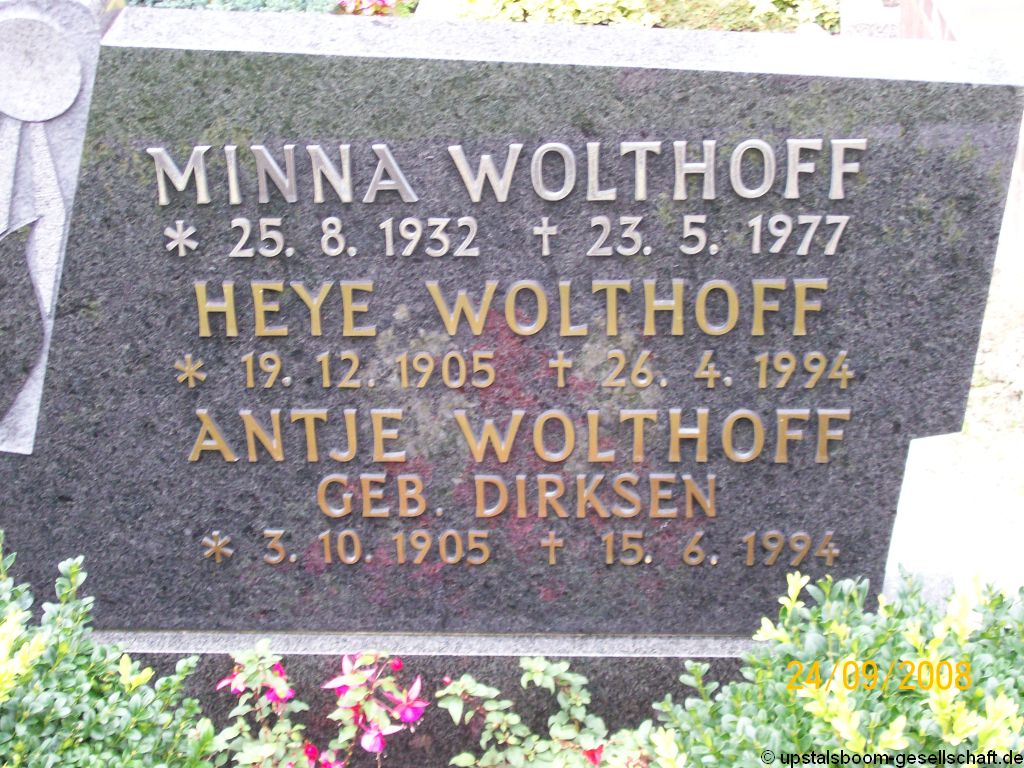 MINNA WOLTHOFF
* 25. 8. 1932 † 23. 5. 1977
HEYE WOLTHOFF
* 19. 12. 1905 † 26. 4. 1994
ANTJE WOLTHOFF
GEB. DIRKSEN
* 3. 10. 1905 † 15. 6. 1994
24/09/2008
© upstalsboom-gesellschaft.de